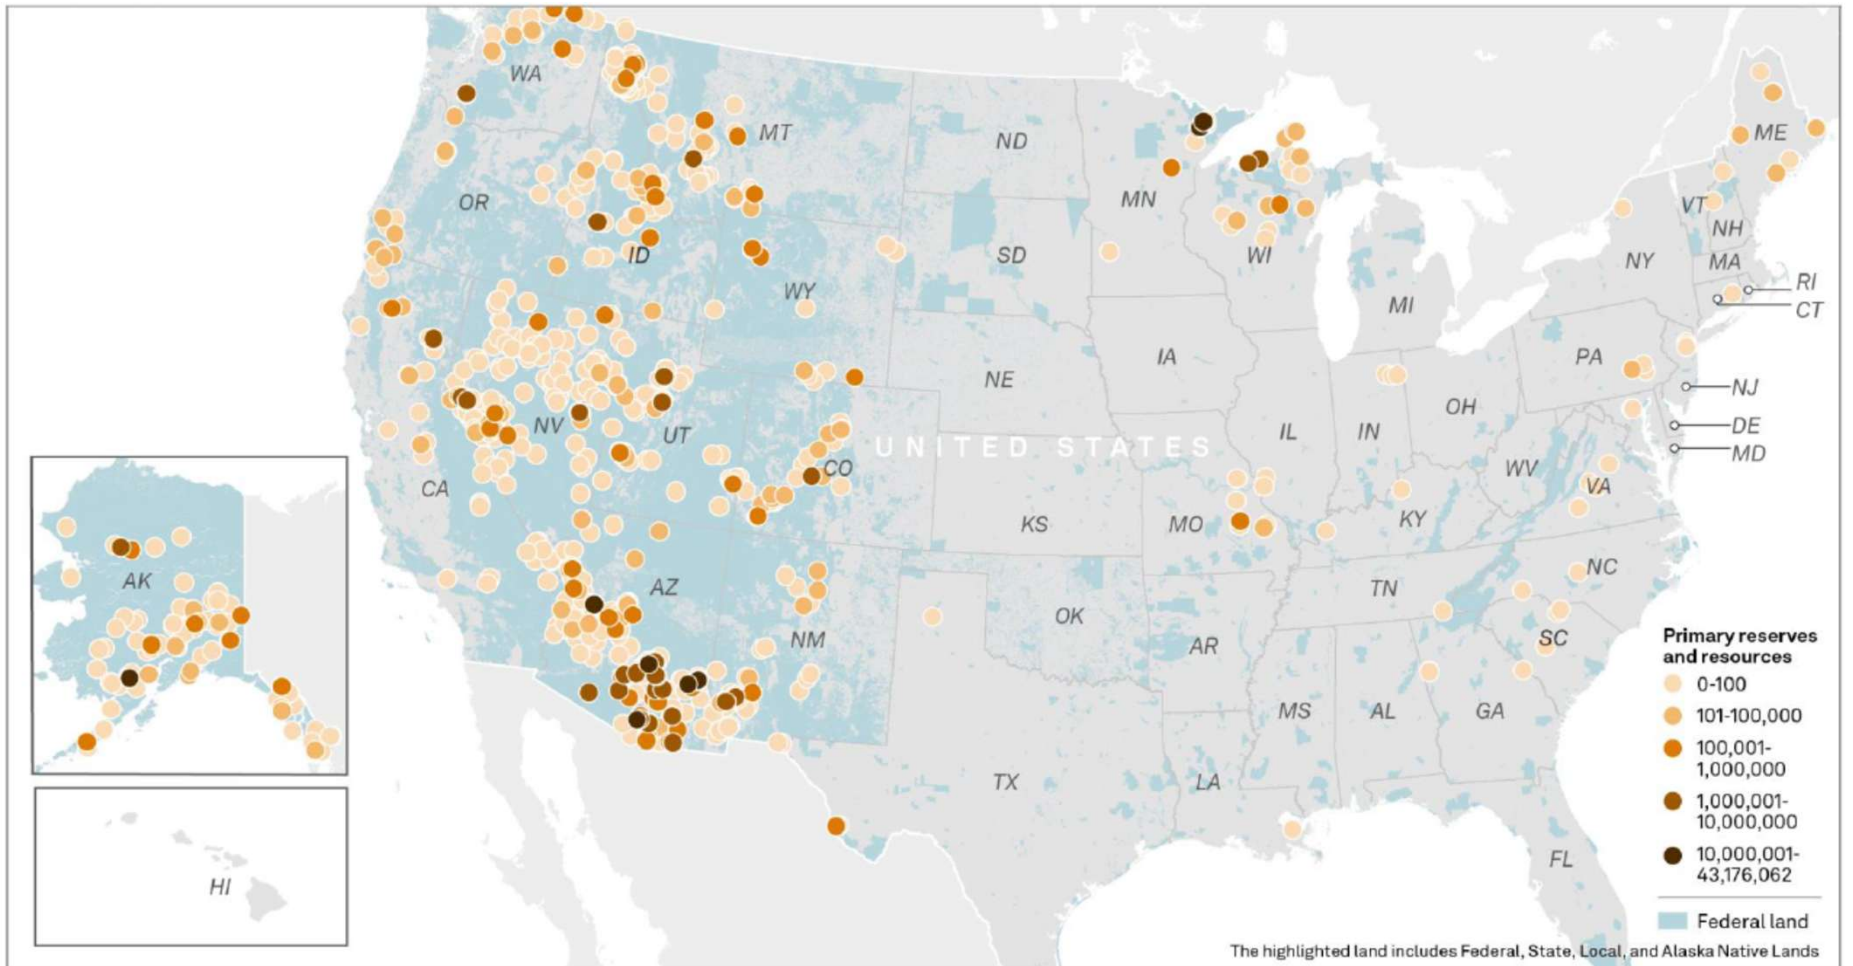 WA
MT
ND
MN
ME
OR
ID
SD
WI
VT
NH
NY
MA
RI
CT
WY
MI
IA
NE
PA
NJ
OH
NV
UT
UNITED STATES
IL
IN
DE
MD
CO
WV
VA
CA
KS
MO
KY
AK
AZ
NM
OK
TN
NC
AR
SC
MS
AL
GA
TX
LA
FL
HI
Primary reserves
and resources
0-100
101-100,000
100,001-
1,000,000
1,000,001-
10,000,000
10,000,001-
43,176,062
Federal land
The highlighted land includes Federal, State, Local, and Alaska Native Lands